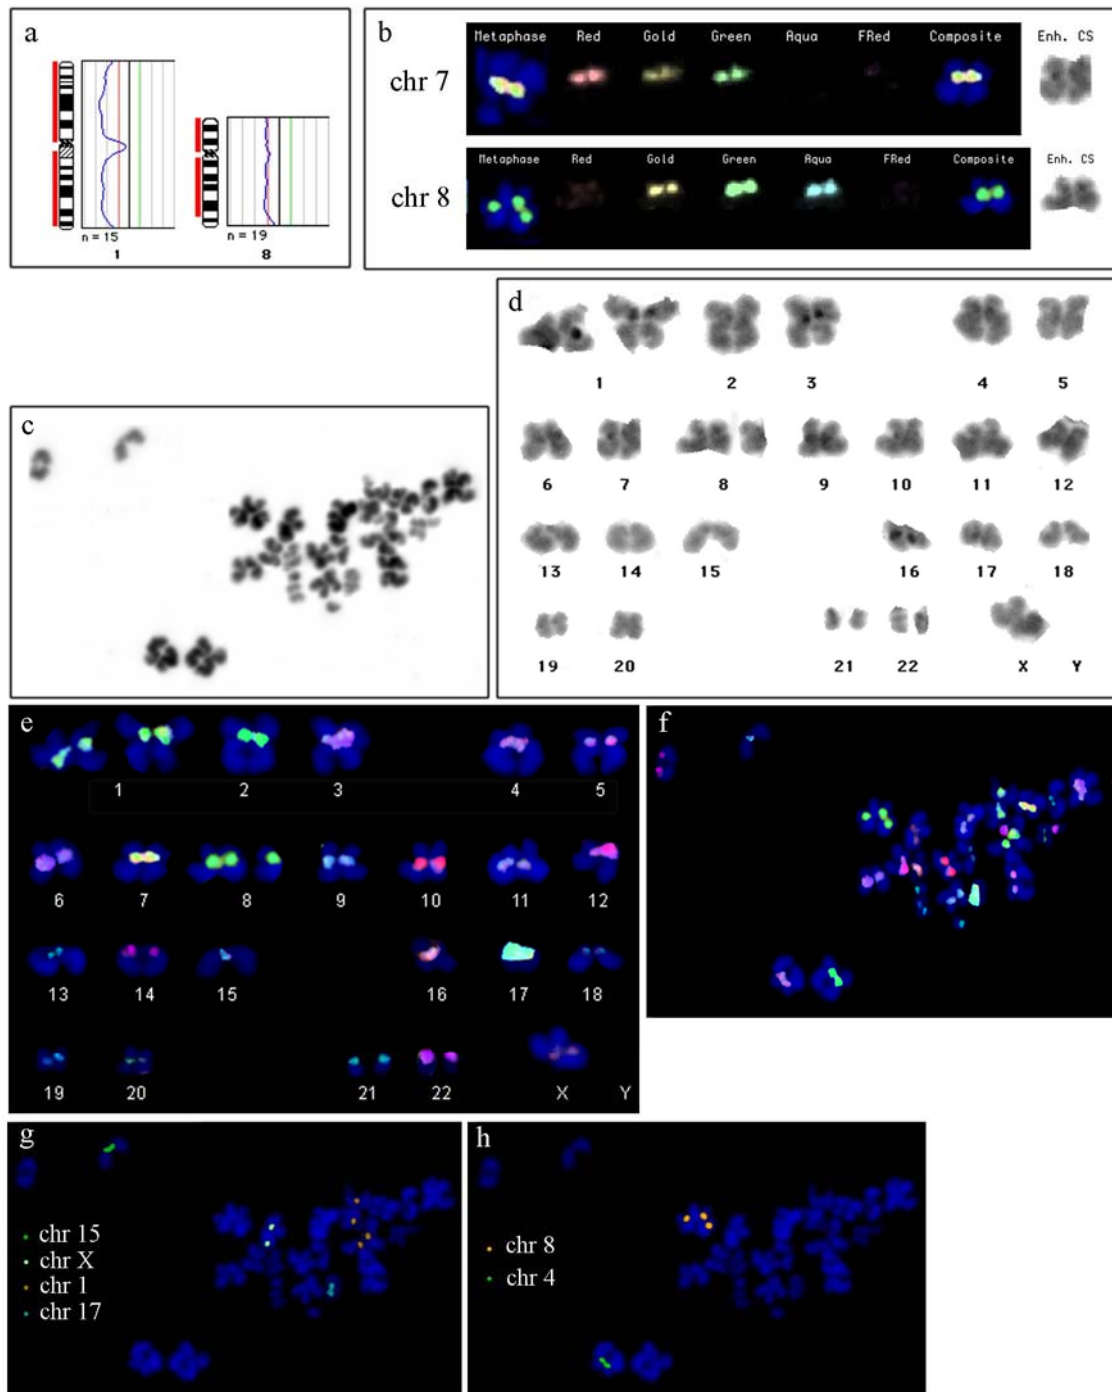 a
n = 15
1
n = 19
8
b
Metaphase Red Gold Green Aqua FRed Composite Enh. CS
chr 7
Metaphase Red Gold Green Aqua FRed Composite Enh. CS
chr 8
c
d
1 2 3 4 5
6 7 8 9 10 11 12
13 14 15 16 17 18
19 20 21 22 X Y
e
1 2 3 4 5
6 7 8 9 10 11 12
13 14 15 16 17 18
19 20 21 22 X Y
f
g
chr 15
chr X
chr 1
chr 17
h
chr 8
chr 4